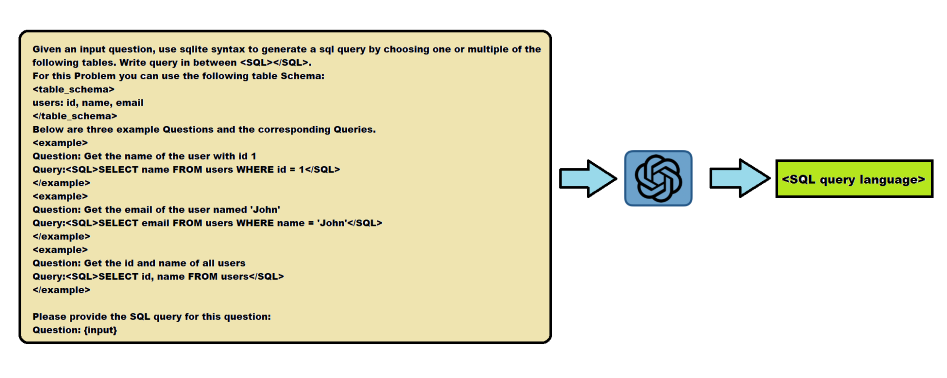 Given an input question, use sqlite syntax to generate a sql query by choosing one or multiple of the
following tables. Write query in between <SQL></SQL>.
For this Problem you can use the following table Schema:
<table_schema>
users: id, name, email
</table_schema>
Below are three example Questions and the corresponding Queries.
<example>
Question: Get the name of the user with id 1
Query:<SQL>SELECT name FROM users WHERE id = 1</SQL>
</example>
<example>
Question: Get the email of the user named 'John'
Query:<SQL>SELECT email FROM users WHERE name = 'John'</SQL>
</example>
<example>
Question: Get the id and name of all users
Query:<SQL>SELECT id, name FROM users</SQL>
</example>
Please provide the SQL query for this question:
Question: {input}
<SQL query language>